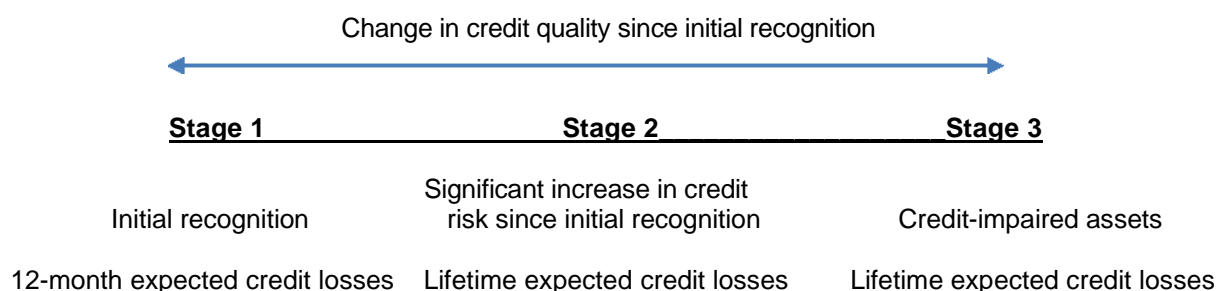 Change in credit quality since initial recognition
Stage 1 Stage 2 Stage 3
Significant increase in credit
Initial recognition risk since initial recognition Credit-impaired assets
12-month expected credit losses Lifetime expected credit losses Lifetime expected credit losses